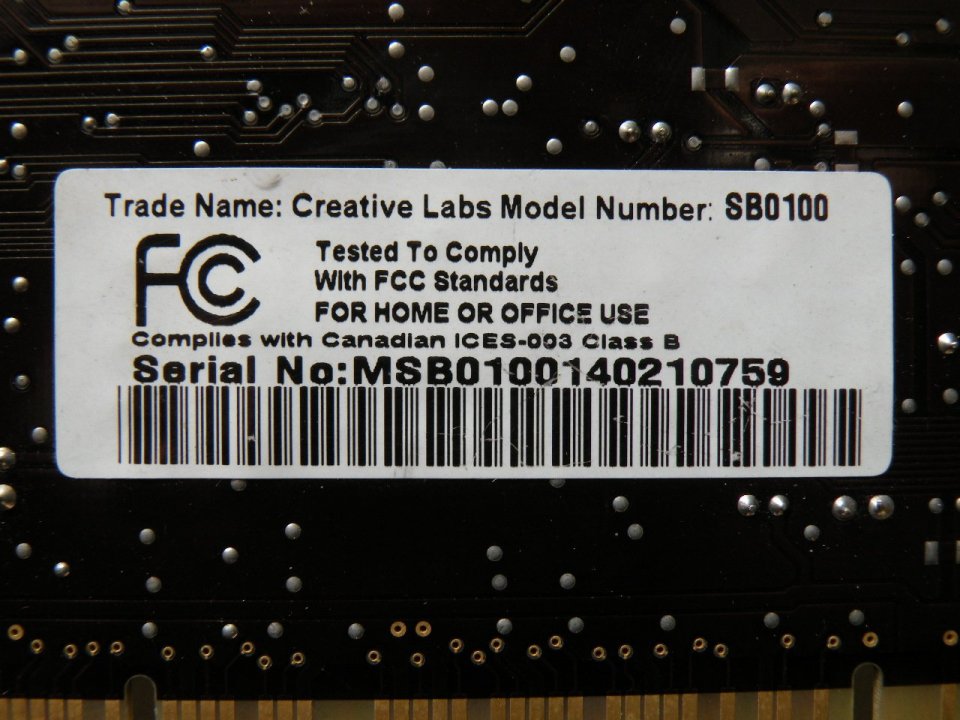 Trade Name: Creative Labs Model Number: SB0100
FC
Tested To Comply
With FCC Standards
FOR HOME OR OFFICE USE
Complies with Canadian ICES-003 Class B
Serial No:MSB0100140210759